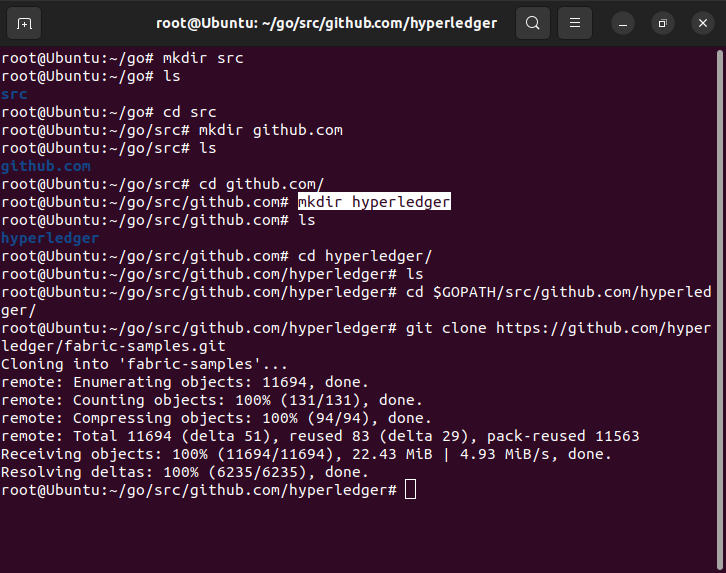 root@Ubuntu: ~/go/src/github.com/hyperledger
root@Ubuntu:~/go# mkdir src
root@Ubuntu:~/go# ls
src
root@Ubuntu:~/go# cd src
root@Ubuntu:~/go/src# mkdir github.com
root@Ubuntu:~/go/src# ls
github.com
root@Ubuntu:~/go/src# cd github.com/
root@Ubuntu:~/go/src/github.com# mkdir hyperledger
root@Ubuntu:~/go/src/github.com# ls
hyperledger
root@Ubuntu:~/go/src/github.com# cd hyperledger/
root@Ubuntu:~/go/src/github.com/hyperledger# ls
root@Ubuntu:~/go/src/github.com/hyperledger# cd $GOPATH/src/github.com/hyperled
ger/
root@Ubuntu:~/go/src/github.com/hyperledger# git clone https://github.com/hyper
ledger/fabric-samples.git
Cloning into 'fabric-samples'...
remote: Enumerating objects: 11694, done.
remote: Counting objects: 100% (131/131), done.
remote: Compressing objects: 100% (94/94), done.
remote: Total 11694 (delta 51), reused 83 (delta 29), pack-reused 11563
Receiving objects: 100% (11694/11694), 22.43 MiB | 4.93 MiB/s, done.
Resolving deltas: 100% (6235/6235), done.
root@Ubuntu:~/go/src/github.com/hyperledger#